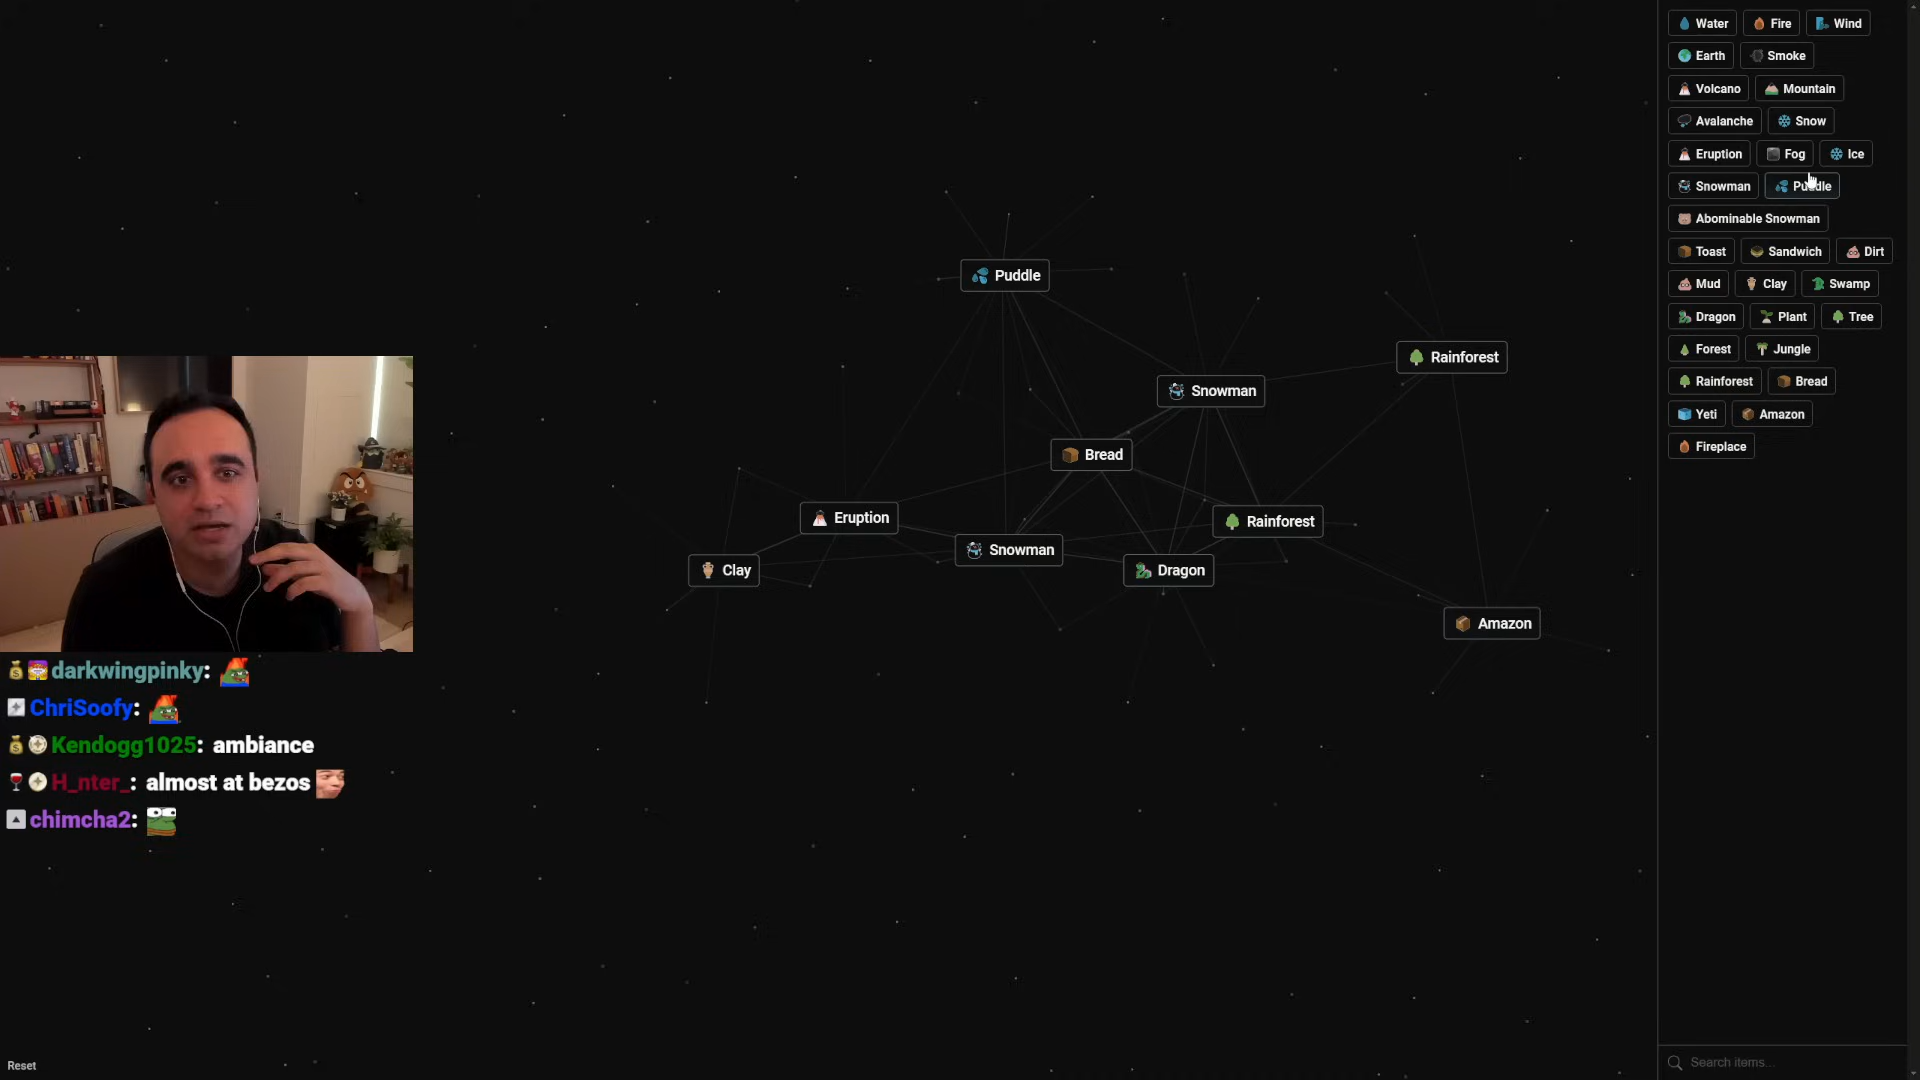 Water Fire Wind
Earth Smoke
Volcano Mountain
Avalanche Snow
Eruption Fog Ice
Snowman Puddle
Abominable Snowman
Toast Sandwich Dirt
Mud Clay Swamp
Dragon Plant Tree
Forest Jungle
Rainforest Bread
Yeti Amazon
Fireplace
Puddle
Rainforest
Snowman
Bread
Eruption
Rainforest
Snowman
Clay
Dragon
Amazon
darkwingpinky:
ChriSoofy:
Kendogg1025: ambiance
H_nter_: almost at bezos
chimcha2:
Reset
Search items...